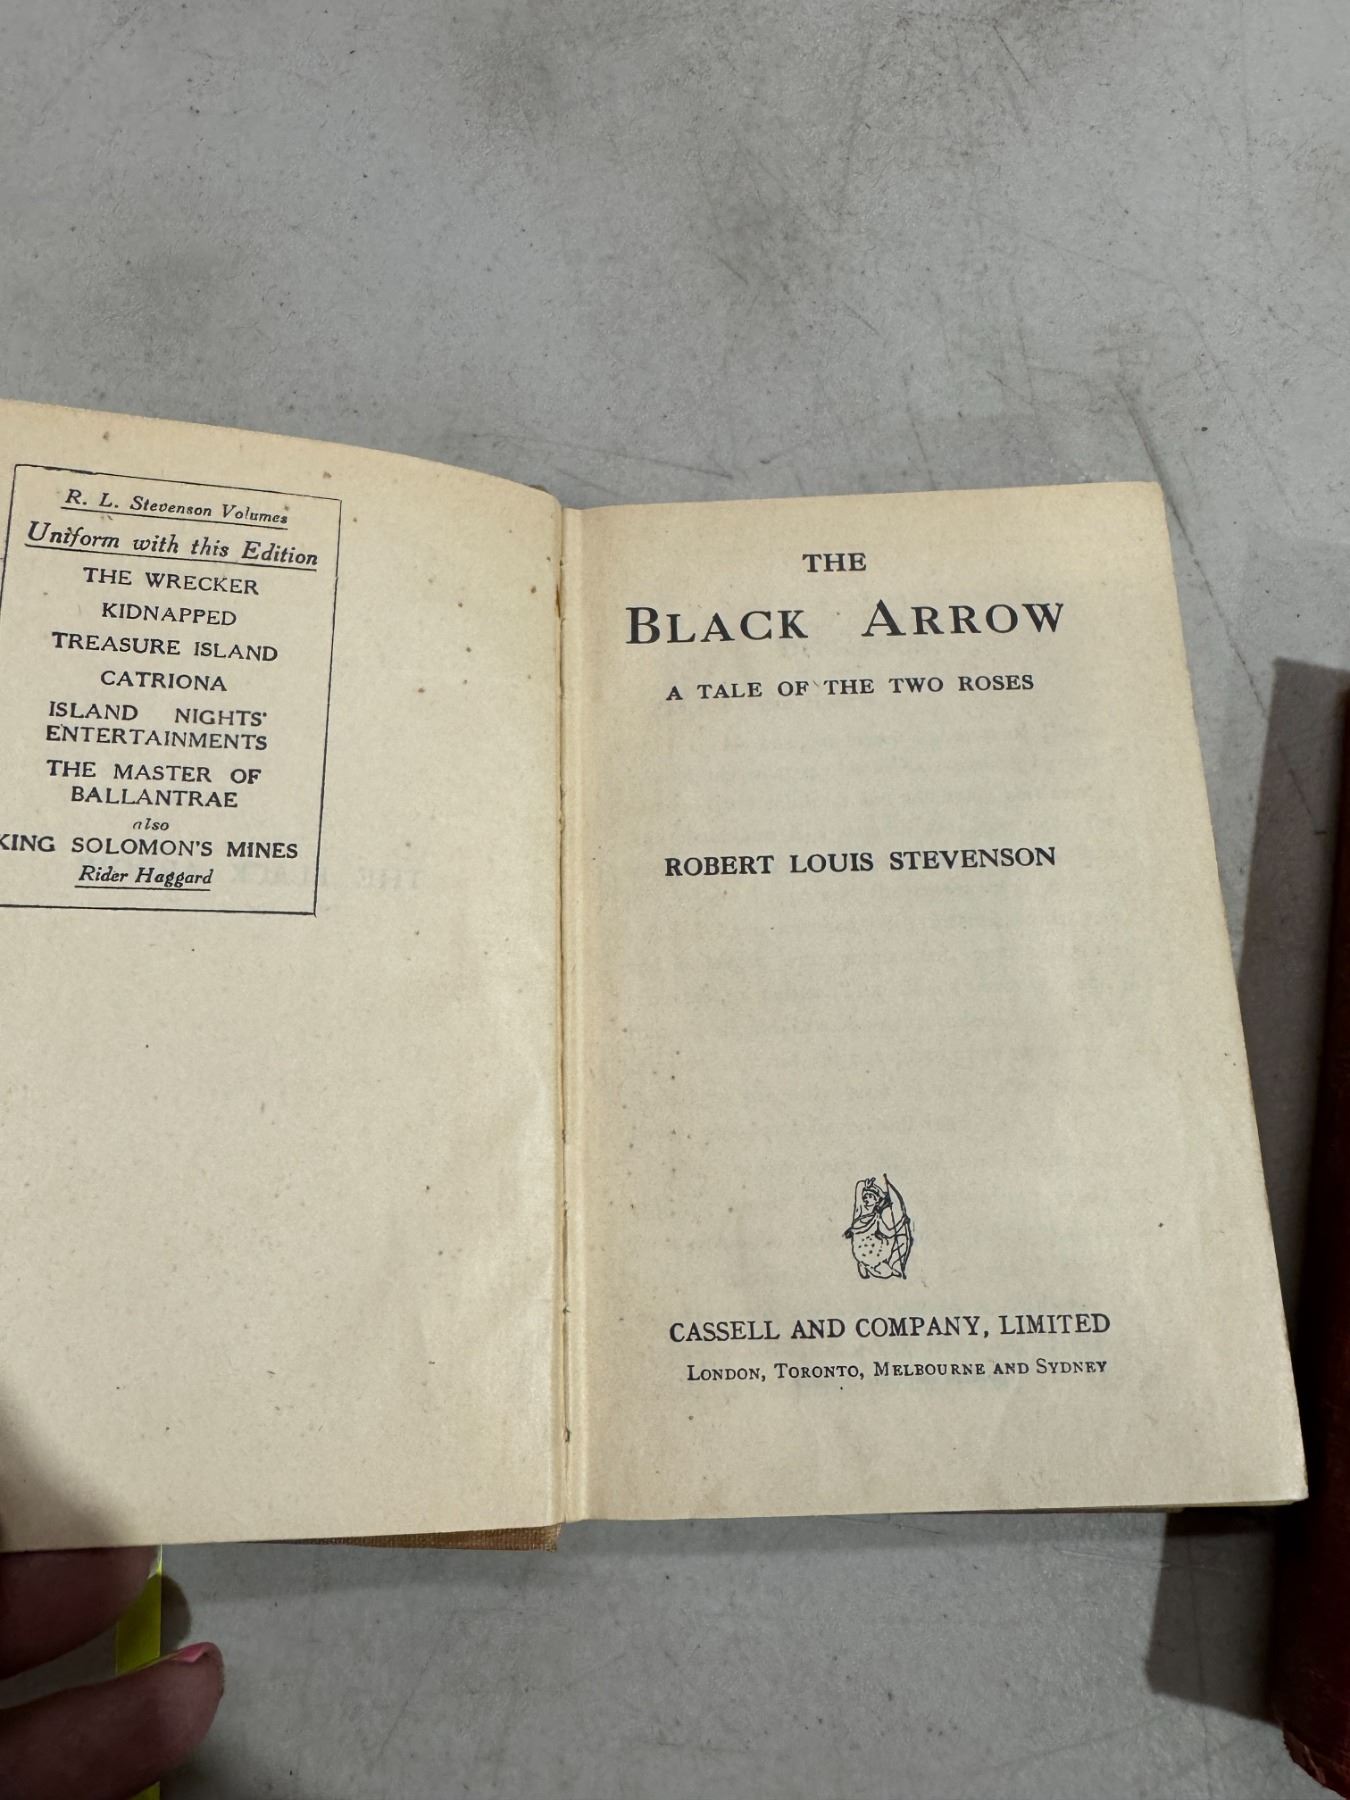 R. L. Stevenson Volumes
Uniform with this Edition
THE WRECKER
KIDNAPPED
TREASURE ISLAND
CATRIONA
ISLAND NIGHTS'
ENTERTAINMENTS
THE MASTER OF
BALLANTRAE
also
KING SOLOMON'S MINES
Rider Haggard
THE
BLACK ARROW
A TALE OF THE TWO ROSES
ROBERT LOUIS STEVENSON
CASSELL AND COMPANY, LIMITED
LONDON, TORONTO, MELBOURNE AND SYDNEY